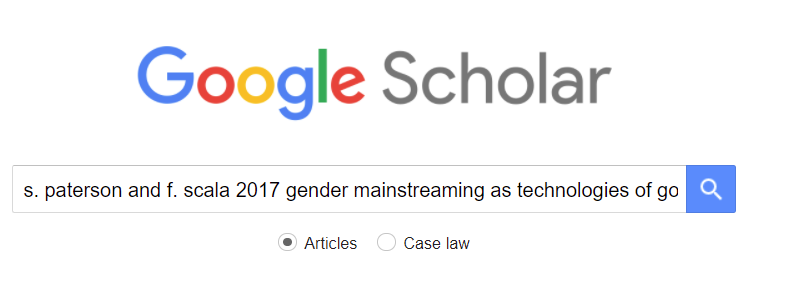 Google Scholar
s. paterson and f. scala 2017 gender mainstreaming as technologies of go
Articles Case law